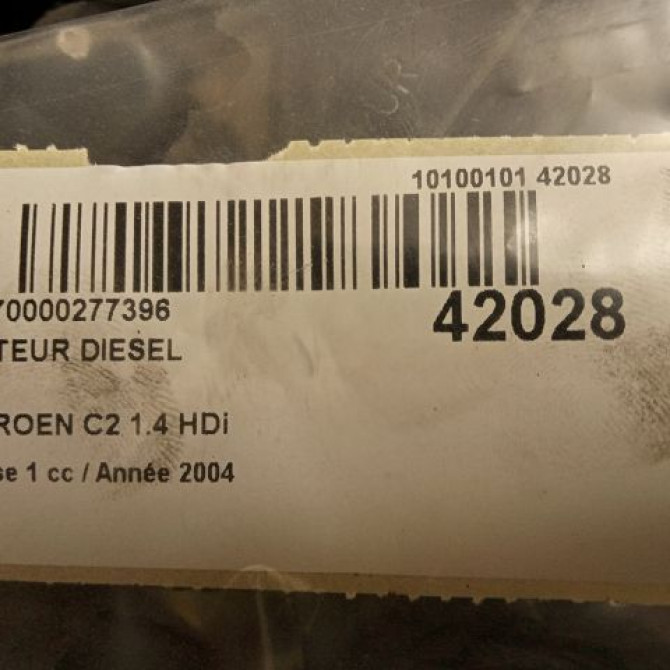 10100101 42028
70000277396
42028
TEUR DIESEL
ROEN C2 1.4 HDi
se 1 cc / Année 2004